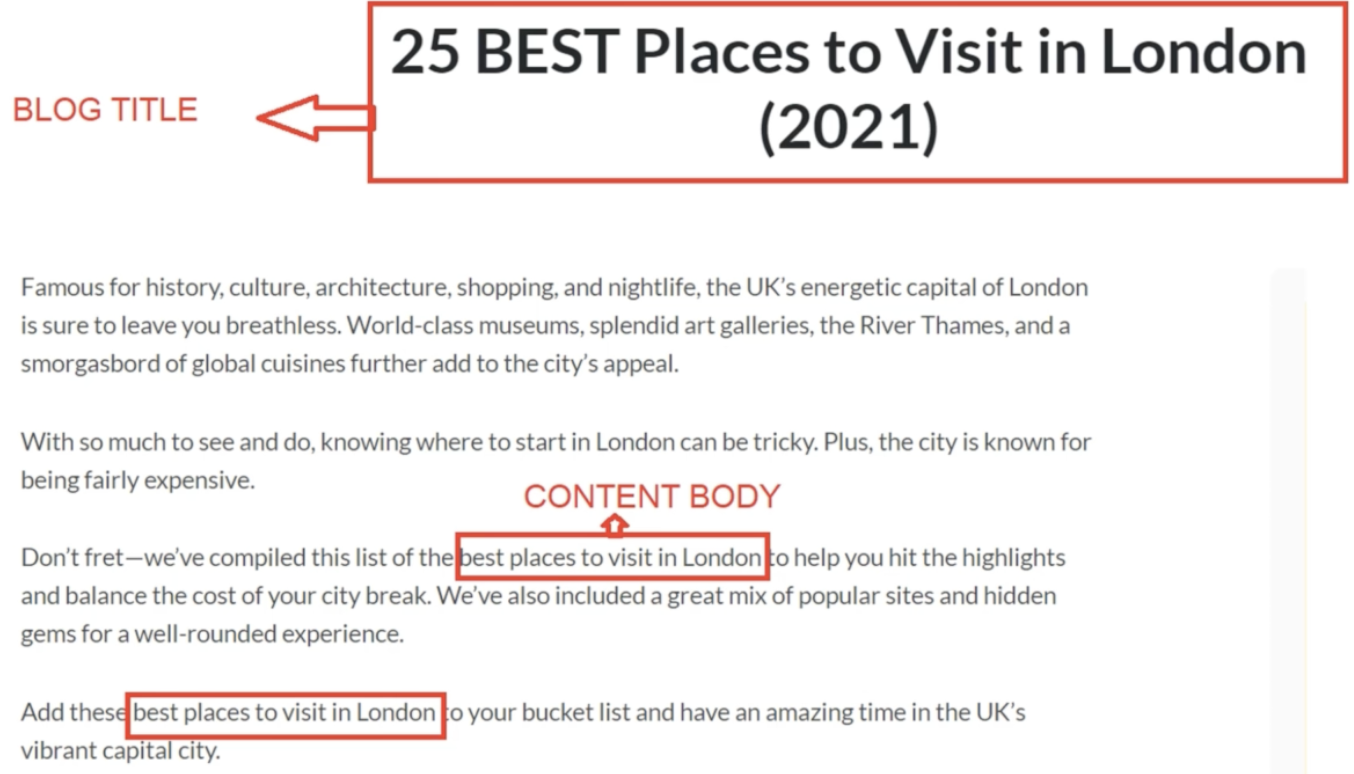 25 BEST Places to Visit in London
(2021)
BLOG TITLE
Famous for history, culture, architecture, shopping, and nightlife, the UK's energetic capital of London
is sure to leave you breathless. World-class museums, splendid art galleries, the River Thames, and a
smorgasbord of global cuisines further add to the city's appeal.
With so much to see and do, knowing where to start in London can be tricky. Plus, the city is known for
being fairly expensive.
CONTENT BODY
Don't fret—we've compiled this list of the best places to visit in London to help you hit the highlights
and balance the cost of your city break. We've also included a great mix of popular sites and hidden
gems for a well-rounded experience.
Add these best places to visit in London to your bucket list and have an amazing time in the UK's
vibrant capital city.